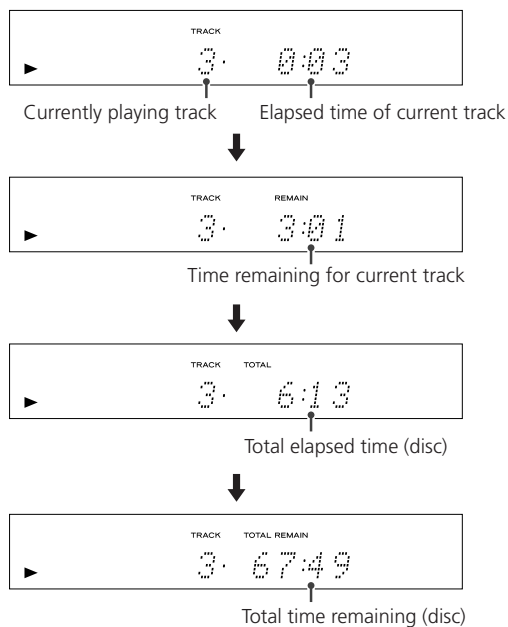 TRACK
3. 0:03
Currently playing track Elapsed time of current track
TRACK REMAIN
3. 3:01
Time remaining for current track
TRACK TOTAL
3. 6:13
Total elapsed time (disc)
TRACK TOTAL REMAIN
3. 67:49
Total time remaining (disc)